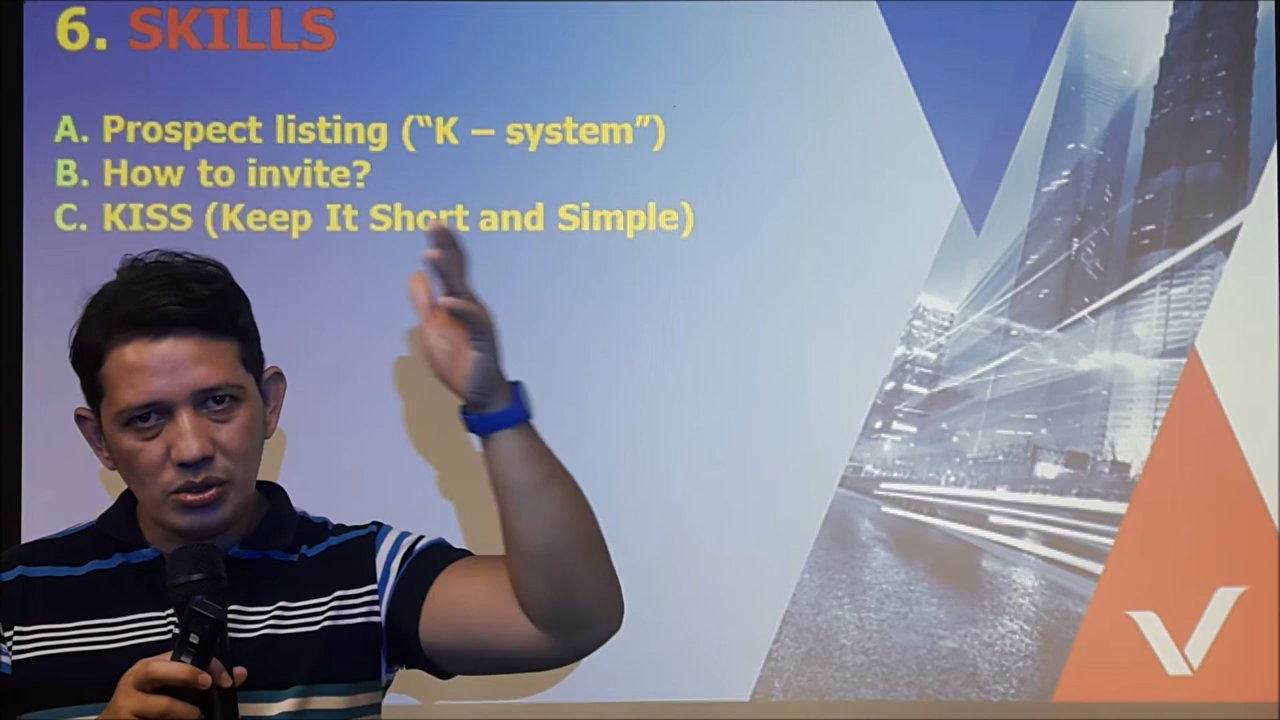 6. SKILLS
A. Prospect listing (“K – system”)
B. How to invite?
C. KISS (Keep It Short and Simple)